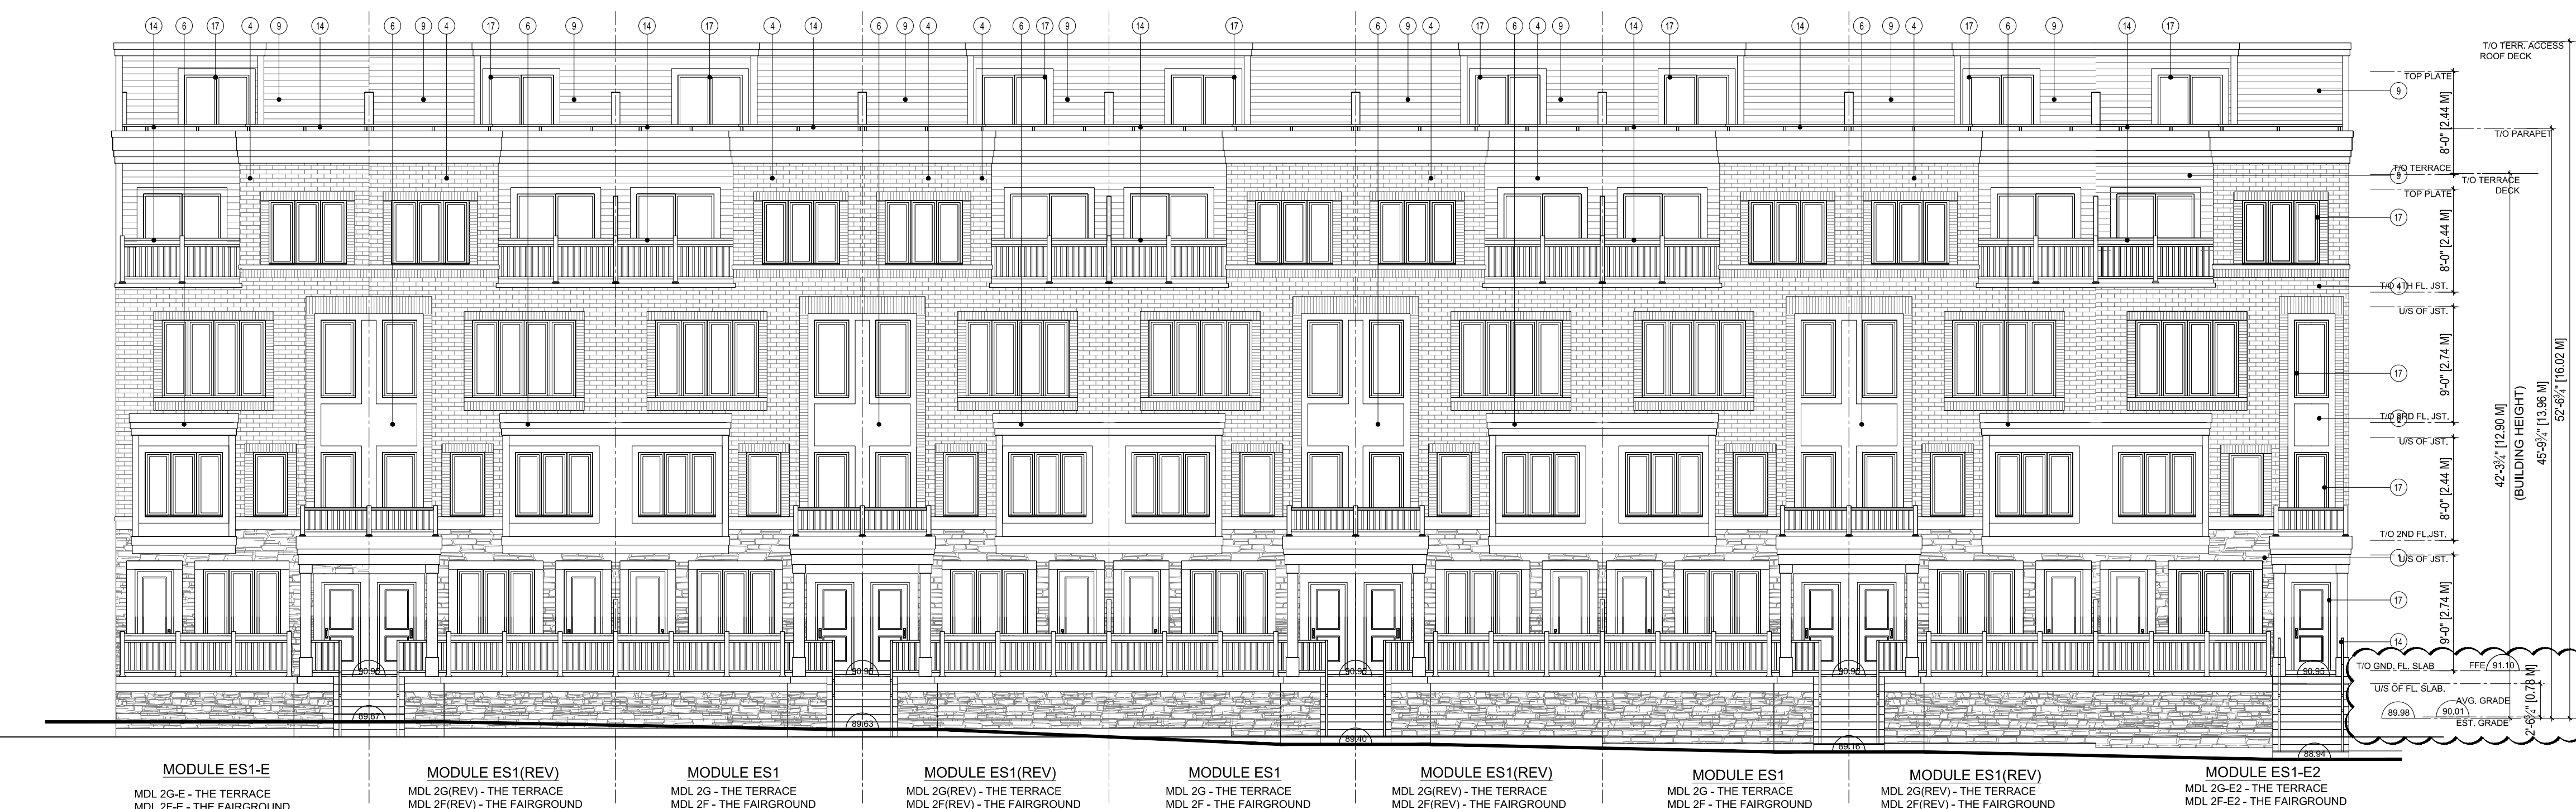 14 6 17 4 9 14 6 9 4 17 6 9 14 17 4 14 6 9 4 4 6 17 9 14 17 6 9 4 17 6 4 9 14 17 14 6 9 4 17 6 9 14 17
T/O TERR. ACCESS
ROOF DECK
TOP PLATE
9
8'-0" [2.44 M]
T/O PARAPET
T/O TERRACE
9
T/O TERRACE
DECK
TOP PLATE
17
8'-0" [2.44 M]
T/O 4TH FL. JST.
U/S OF JST.
17
9'-0" [2.74 M]
T/O 3RD FL. JST.
U/S OF JST.
17
8'-0" [2.44 M]
T/O 2ND FL.JST.
1
U/S OF JST.
17
9'-0" [2.74 M]
14
42'-3¾" [12.90 M]
(BUILDING HEIGHT)
45'-9¾" [13.96 M]
52'-6¾" [16.02 M]
T/O GND. FL. SLAB
FFE 91.10
U/S OF FL. SLAB.
AVG. GRADE
89.98 90.01
EST. GRADE
2'-6¾" [0.78 M]
90.95 90.95 90.95 90.95 90.95
89.87 89.63 89.40 89.16 88.94
MODULE ES1-E
MDL 2G-E - THE TERRACE
MDL 2F-E - THE FAIRGROUND
MODULE ES1(REV)
MDL 2G(REV) - THE TERRACE
MDL 2F(REV) - THE FAIRGROUND
MODULE ES1
MDL 2G - THE TERRACE
MDL 2F - THE FAIRGROUND
MODULE ES1(REV)
MDL 2G(REV) - THE TERRACE
MDL 2F(REV) - THE FAIRGROUND
MODULE ES1
MDL 2G - THE TERRACE
MDL 2F - THE FAIRGROUND
MODULE ES1(REV)
MDL 2G(REV) - THE TERRACE
MDL 2F(REV) - THE FAIRGROUND
MODULE ES1
MDL 2G - THE TERRACE
MDL 2F - THE FAIRGROUND
MODULE ES1(REV)
MDL 2G(REV) - THE TERRACE
MDL 2F(REV) - THE FAIRGROUND
MODULE ES1-E2
MDL 2G-E2 - THE TERRACE
MDL 2F-E2 - THE FAIRGROUND